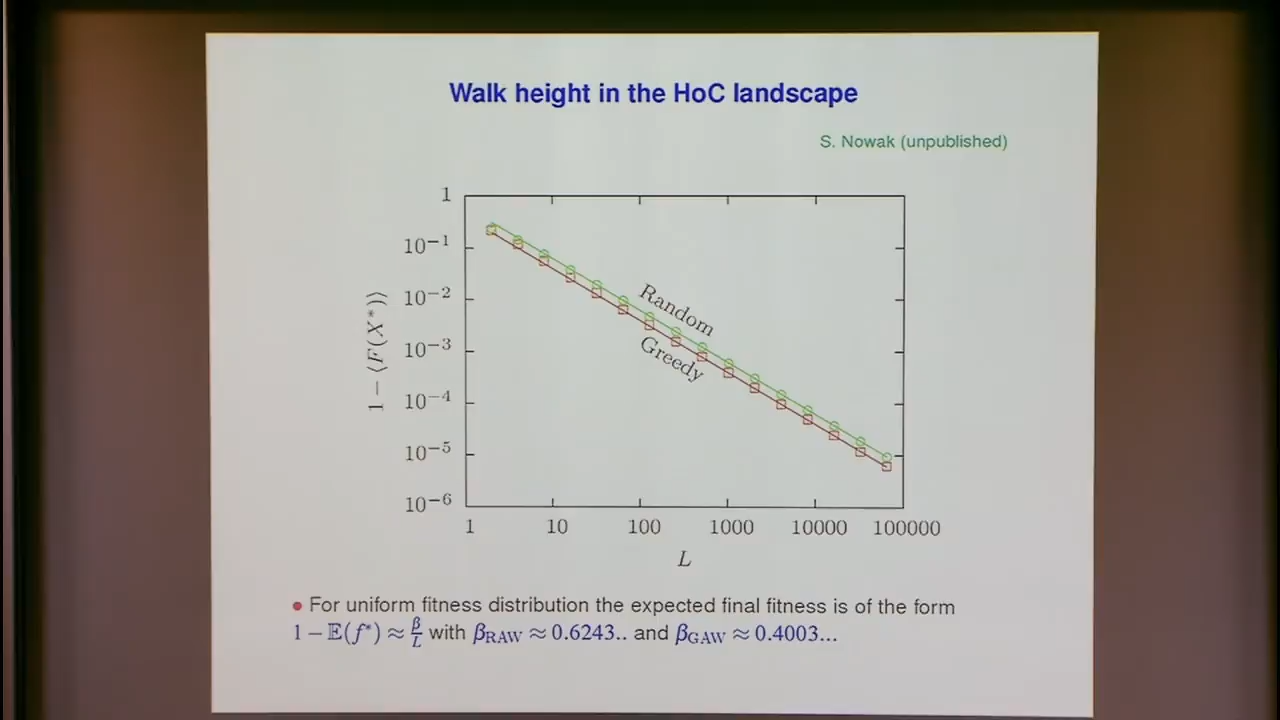 Walk height in the HoC landscape
S. Nowak (unpublished)
1
10⁻¹
10⁻²
10⁻³
10⁻⁴
10⁻⁵
10⁻⁶
1 − ⟨F(X*)⟩
Random
Greedy
1 10 100 1000 10000 100000
L
• For uniform fitness distribution the expected final fitness is of the form
1 − 𝔼(f*) ≈ β/L with βRAW ≈ 0.6243.. and βGAW ≈ 0.4003...